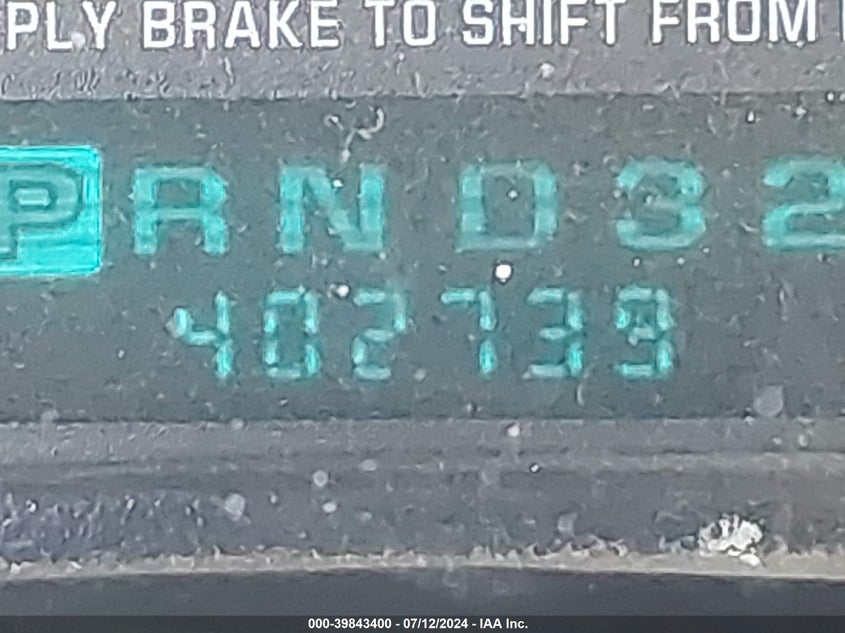 PLY BRAKE TO SHIFT FROM
P R N D 3 2
402739
000-39843400 - 07/12/2024 - IAA Inc.